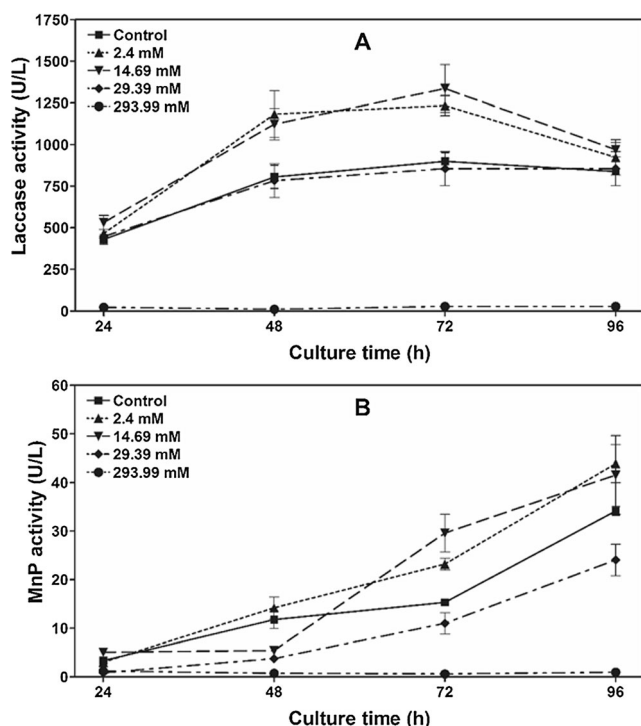 A
Control
2.4 mM
14.69 mM
29.39 mM
293.99 mM
Laccase activity (U/L)
1750
1500
1250
1000
750
500
250
0
24 48 72 96
Culture time (h)
B
Control
2.4 mM
14.69 mM
29.39 mM
293.99 mM
MnP activity (U/L)
60
50
40
30
20
10
0
24 48 72 96
Culture time (h)